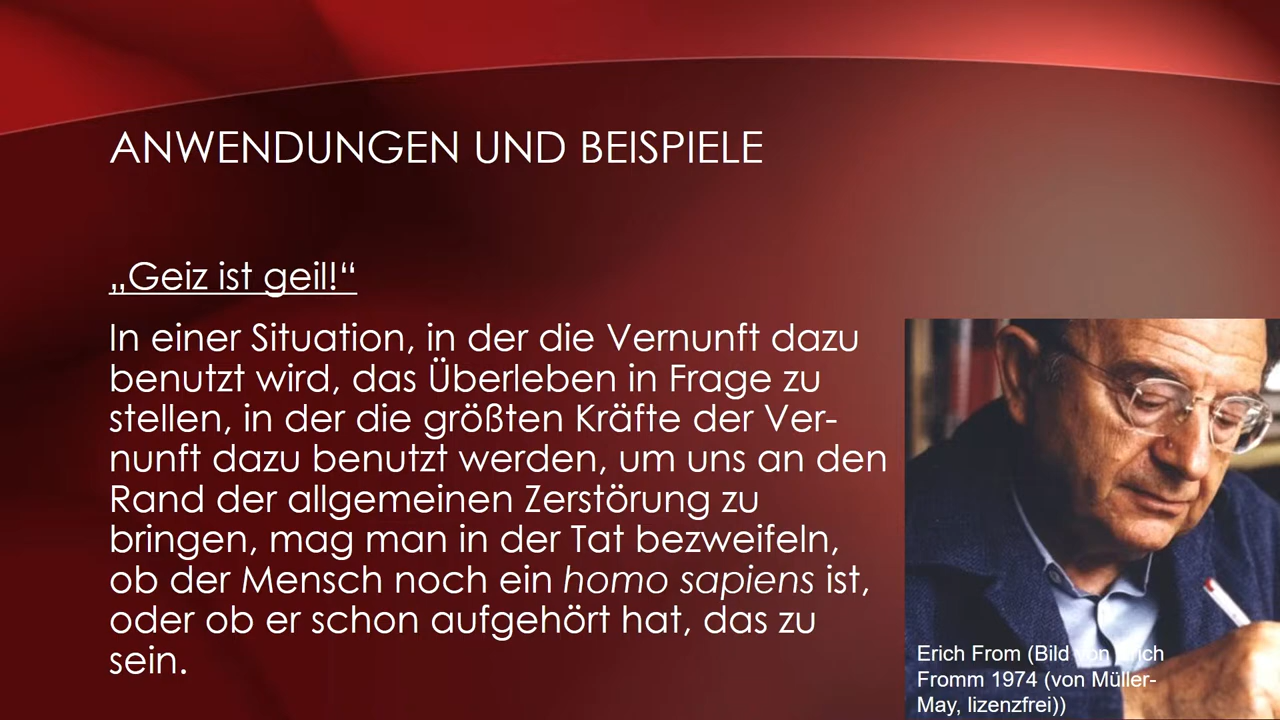 ANWENDUNGEN UND BEISPIELE
„Geiz ist geil!“
In einer Situation, in der die Vernunft dazu
benutzt wird, das Überleben in Frage zu
stellen, in der die größten Kräfte der Ver-
nunft dazu benutzt werden, um uns an den
Rand der allgemeinen Zerstörung zu
bringen, mag man in der Tat bezweifeln,
ob der Mensch noch ein homo sapiens ist,
oder ob er schon aufgehört hat, das zu
sein.
Erich From (Bild von Erich
Fromm 1974 (von Müller-
May, lizenzfrei))